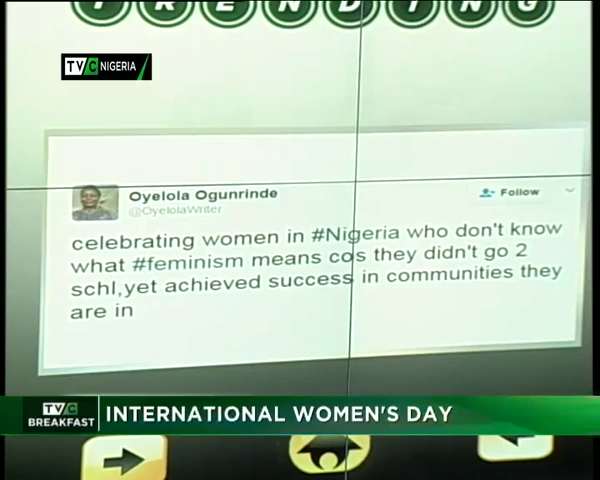 TRENDING
TVC NIGERIA
Oyelola Ogunrinde
@OyelolaWriter
Follow
celebrating women in #Nigeria who don't know
what #feminism means cos they didn't go 2
schl,yet achieved success in communities they
are in
TVC
BREAKFAST
INTERNATIONAL WOMEN'S DAY